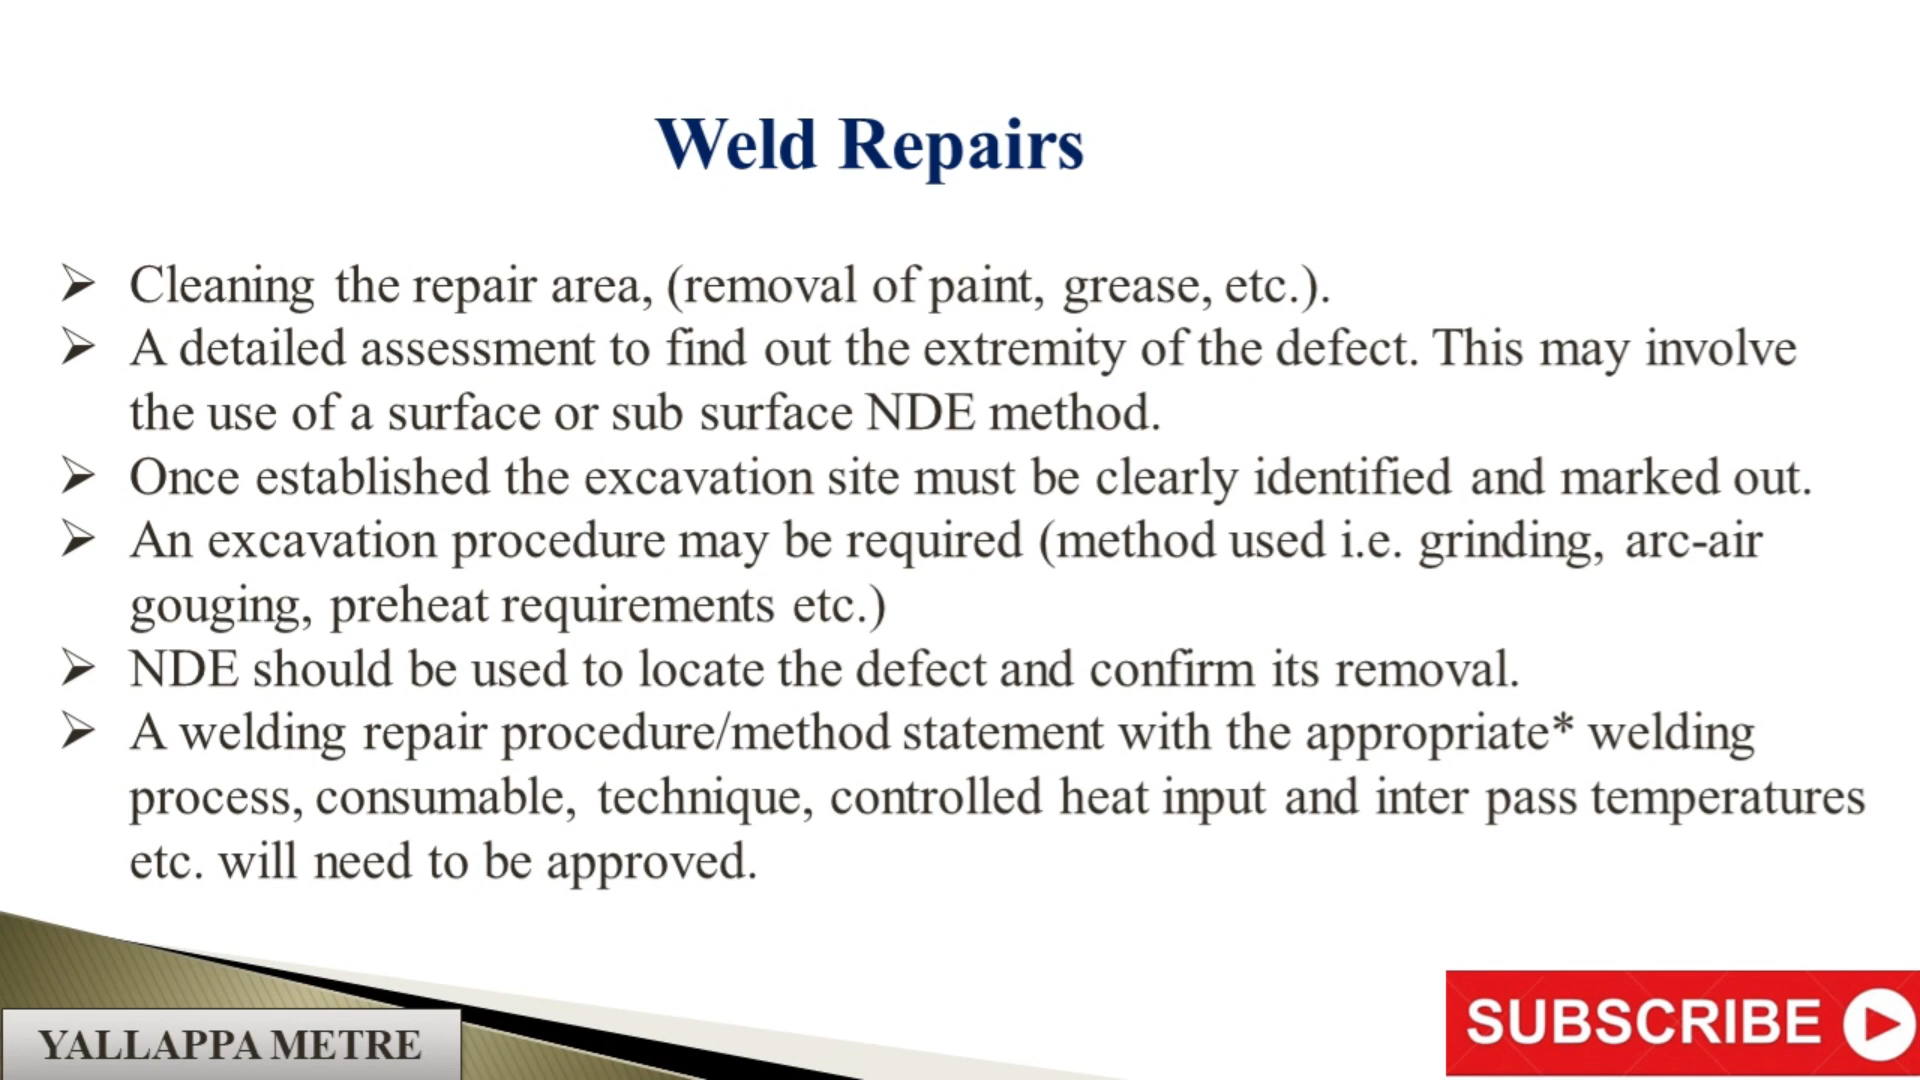 Weld Repairs
Cleaning the repair area, (removal of paint, grease, etc.).
A detailed assessment to find out the extremity of the defect. This may involve
the use of a surface or sub surface NDE method.
Once established the excavation site must be clearly identified and marked out.
An excavation procedure may be required (method used i.e. grinding, arc-air
gouging, preheat requirements etc.)
NDE should be used to locate the defect and confirm its removal.
A welding repair procedure/method statement with the appropriate* welding
process, consumable, technique, controlled heat input and inter pass temperatures
etc. will need to be approved.
YALLAPPA METRE
SUBSCRIBE